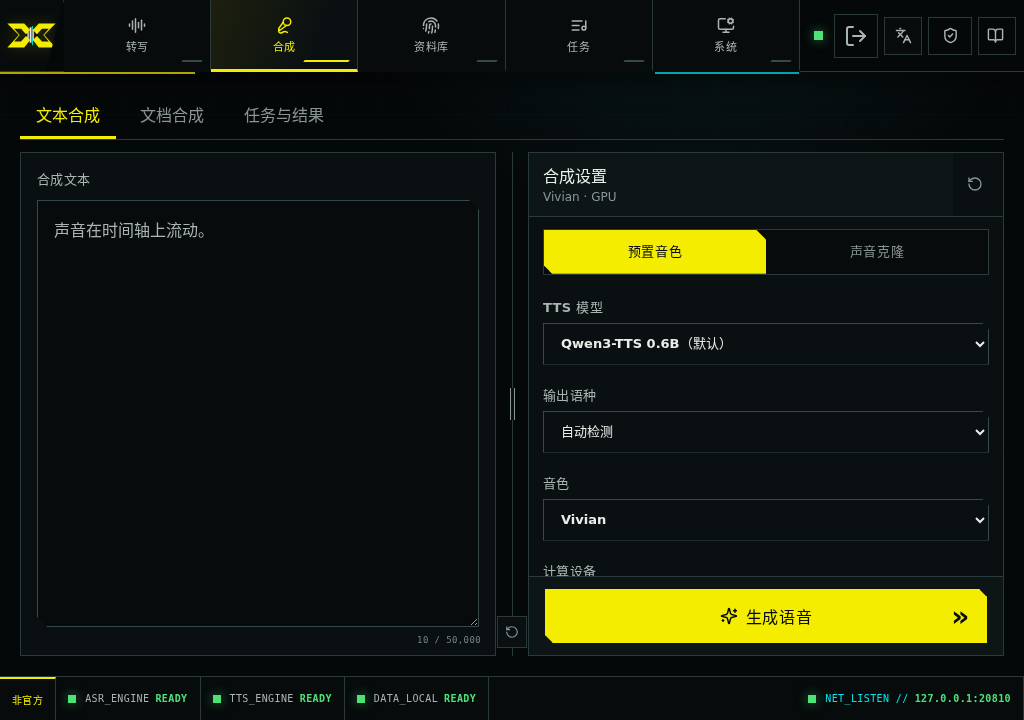 转写
合成
资料库
任务
系统
文本合成
文档合成
任务与结果
合成文本
声音在时间轴上流动。
10 / 50,000
合成设置
Vivian · GPU
预置音色
声音克隆
TTS 模型
Qwen3-TTS 0.6B（默认）
输出语种
自动检测
音色
Vivian
计算设备
生成语音 »
非官方
ASR_ENGINE READY
TTS_ENGINE READY
DATA_LOCAL READY
NET_LISTEN // 127.0.0.1:20810